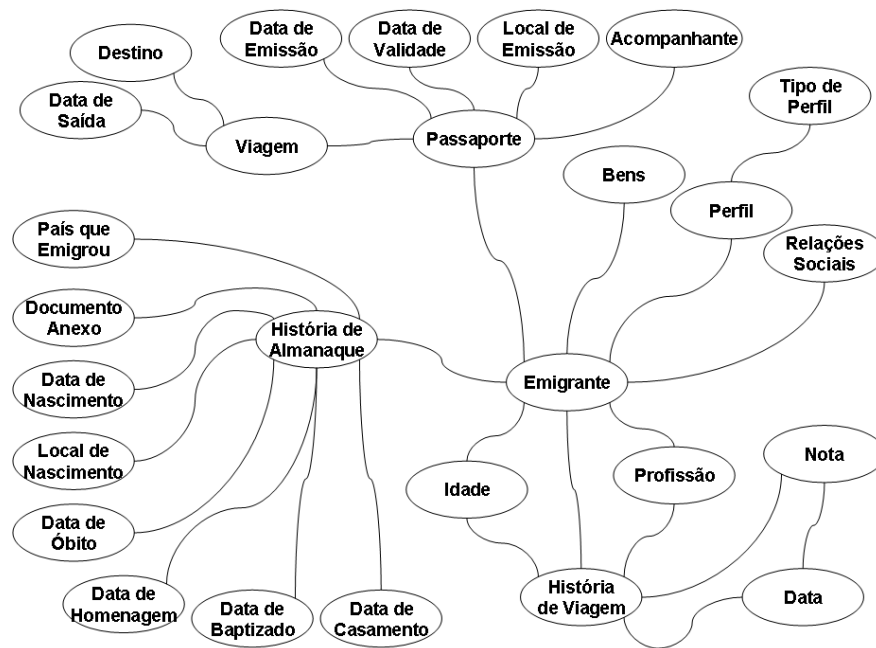 Destino
Data de
Emissão
Data de
Validade
Local de
Emissão
Acompanhante
Data de
Saída
Viagem
Passaporte
Tipo de
Perfil
Bens
Perfil
País que
Emigrou
Relações
Sociais
Documento
Anexo
História de
Almanaque
Data de
Nascimento
Emigrante
Local de
Nascimento
Idade
Profissão
Nota
Data de
Óbito
Data de
Homenagem
Data de
Baptizado
Data de
Casamento
História
de Viagem
Data